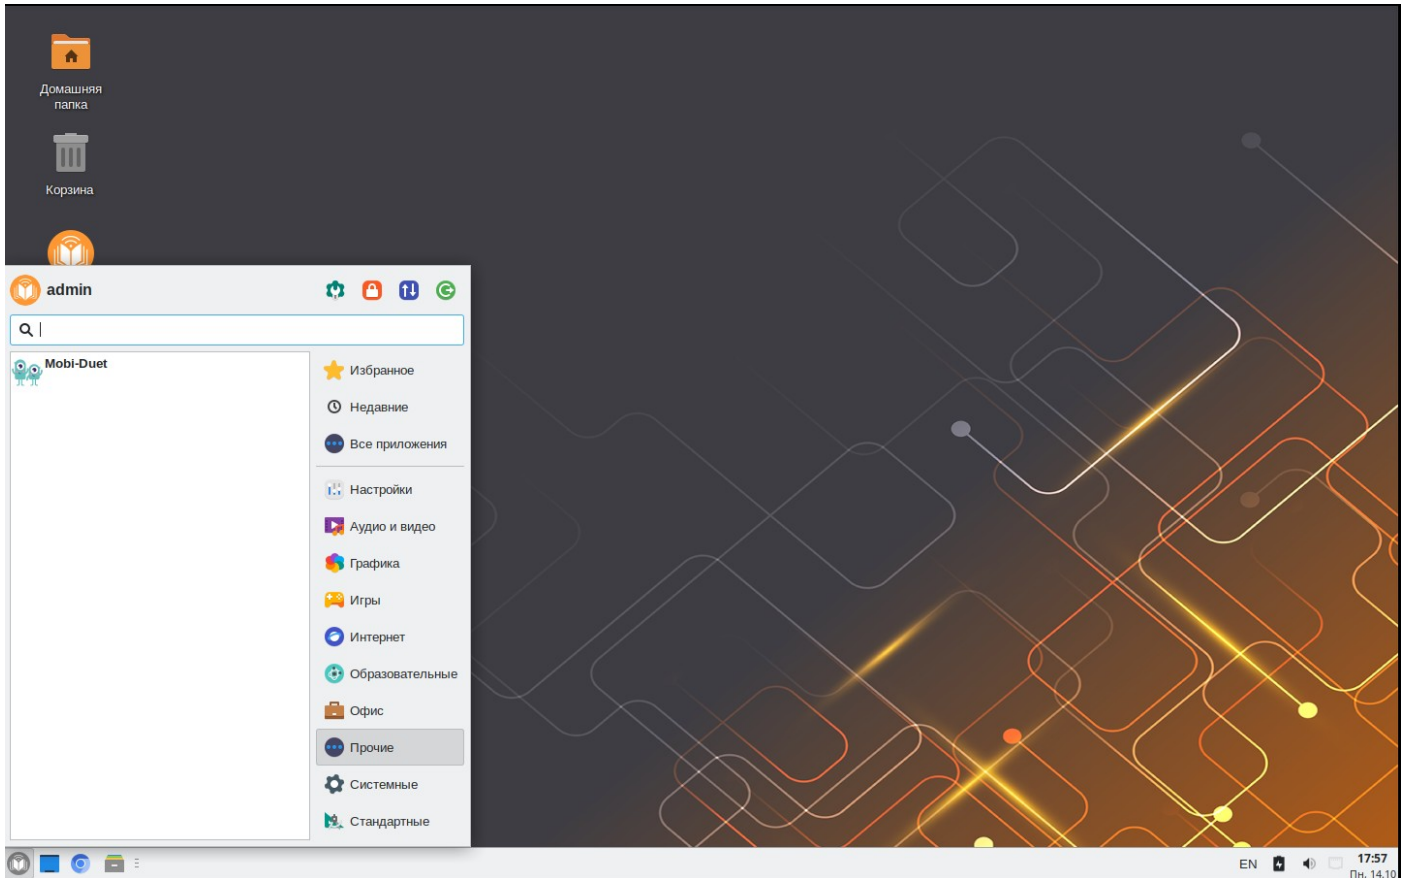 Домашняя
папка
Корзина
admin
Mobi-Duet
Избранное
Недавние
Все приложения
Настройки
Аудио и видео
Графика
Игры
Интернет
Образовательные
Офис
Прочие
Системные
Стандартные
EN
17:57
Пн. 14.10